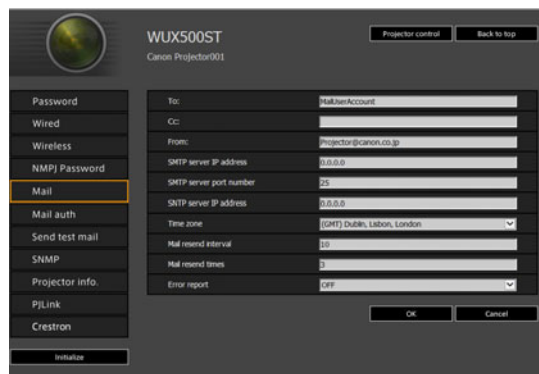 WUX500ST
Canon Projector001
Projector control
Back to top
Password
Wired
Wireless
NMPJ Password
Mail
Mail auth
Send test mail
SNMP
Projector info.
PJLink
Crestron
Initialize
To: MailUserAccount
Cc:
From: Projector@canon.co.jp
SMTP server IP address 0.0.0.0
SMTP server port number 25
SNTP server IP address 0.0.0.0
Time zone (GMT) Dublin, Lisbon, London
Mail resend interval 10
Mail resend times 3
Error report OFF
OK
Cancel